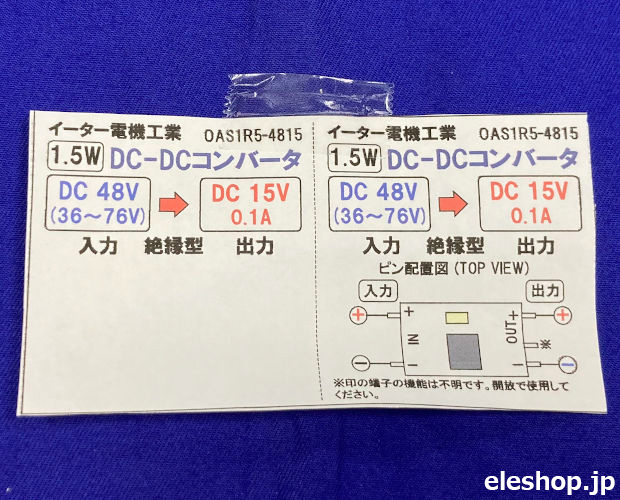 イーター電機工業 OAS1R5-4815
1.5W DC-DCコンバータ
DC 48V
(36～76V)
DC 15V
0.1A
入力 絶縁型 出力
イーター電機工業 OAS1R5-4815
1.5W DC-DCコンバータ
DC 48V
(36～76V)
DC 15V
0.1A
入力 絶縁型 出力
ピン配置図 (TOP VIEW)
入力 出力
+ + OUT+ +
IN ※
- - - -
※印の端子の機能は不明です。開放で使用して
ください。
eleshop.jp